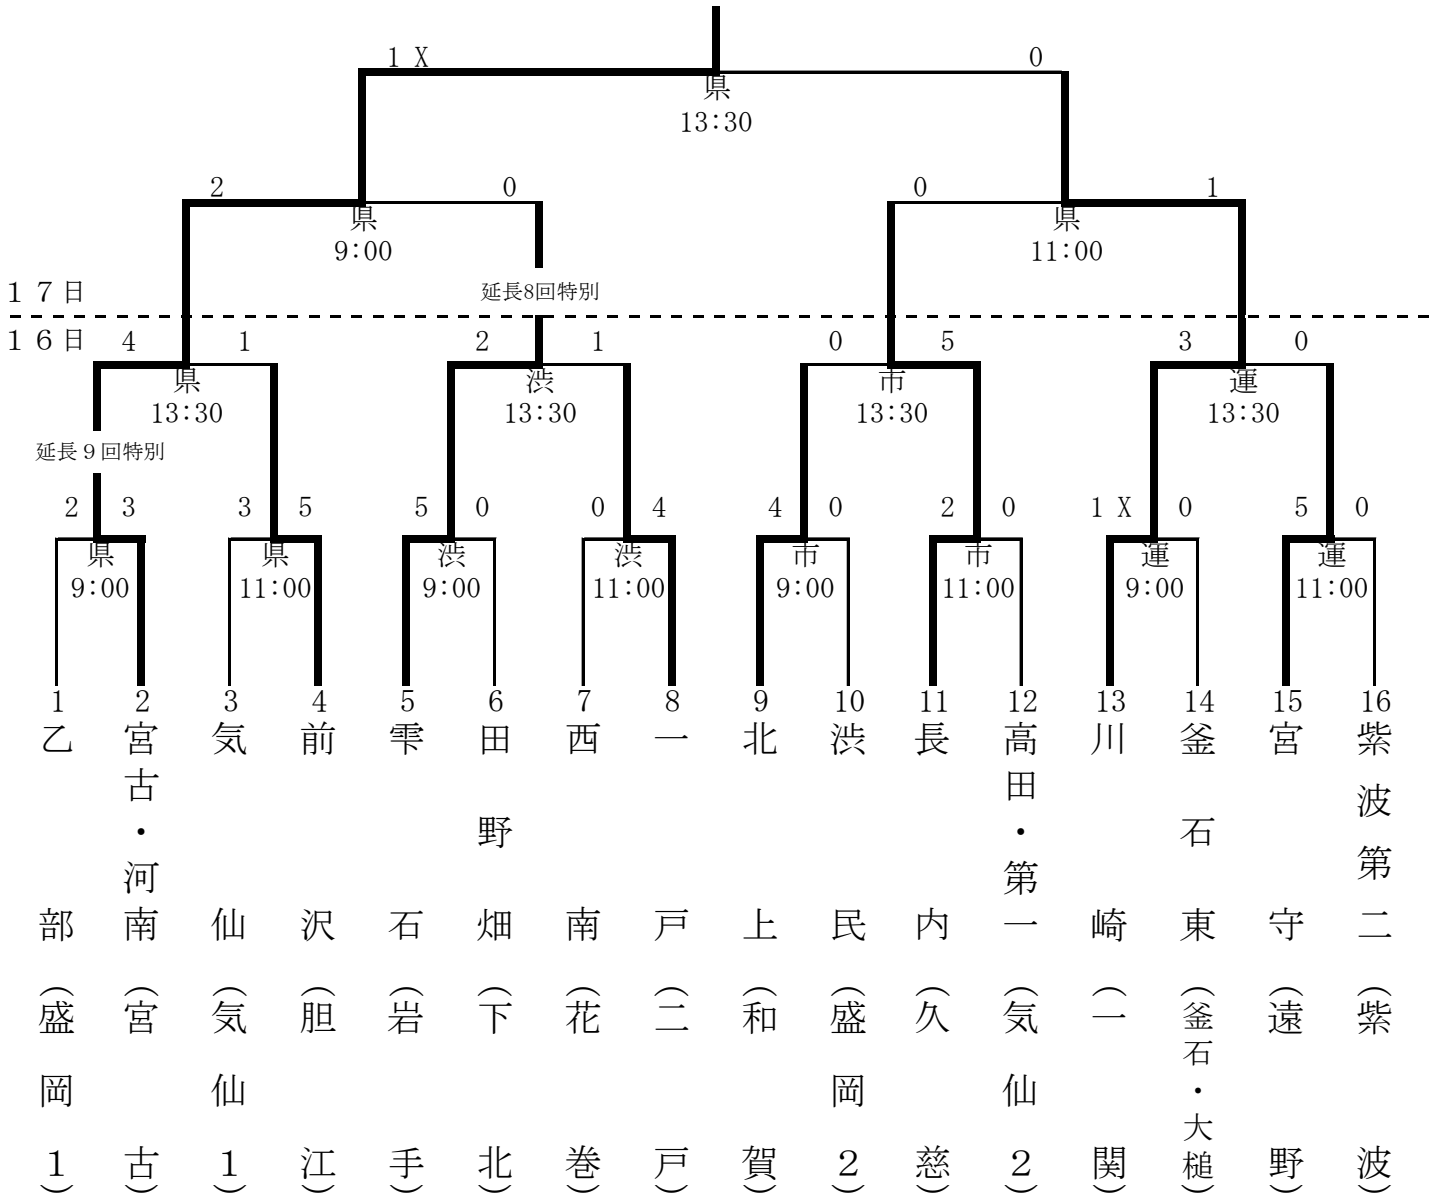 1 X 0
県
13:30
2 0 0 1
県 県
9:00 11:00
１７日 延長8回特別
１６日 4 1 2 1 0 5 3 0
県 渋 市 運
13:30 13:30 13:30 13:30
延長９回特別
2 3 3 5 5 0 0 4 4 0 2 0 1 X 0 5 0
県 県 渋 渋 市 市 運 運
9:00 11:00 9:00 11:00 9:00 11:00 9:00 11:00
1 2 3 4 5 6 7 8 9 10 11 12 13 14 15 16
乙部（盛岡１）
宮古・河南（宮古）
気仙（気仙１）
前沢（胆江）
雫石（岩手）
田野畑（下北）
西南（花巻）
一戸（二戸）
北上（和賀）
渋民（盛岡２）
長内（久慈）
高田・第一（気仙２）
川崎（一関）
釜石東（釜石・大槌）
宮守（遠野）
紫波第二（紫波）